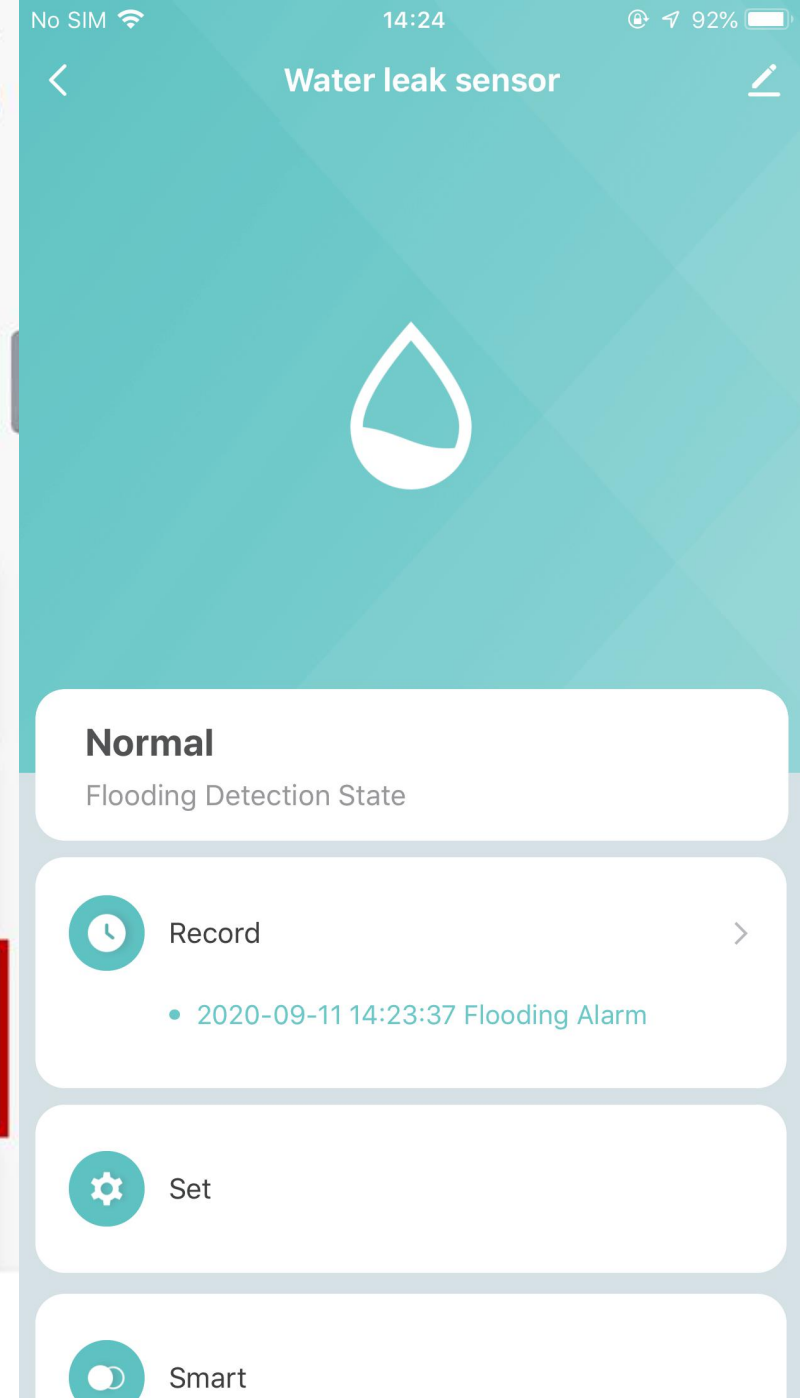 No SIM 14:24 92%
Water leak sensor
Normal
Flooding Detection State
Record
2020-09-11 14:23:37 Flooding Alarm
Set
Smart